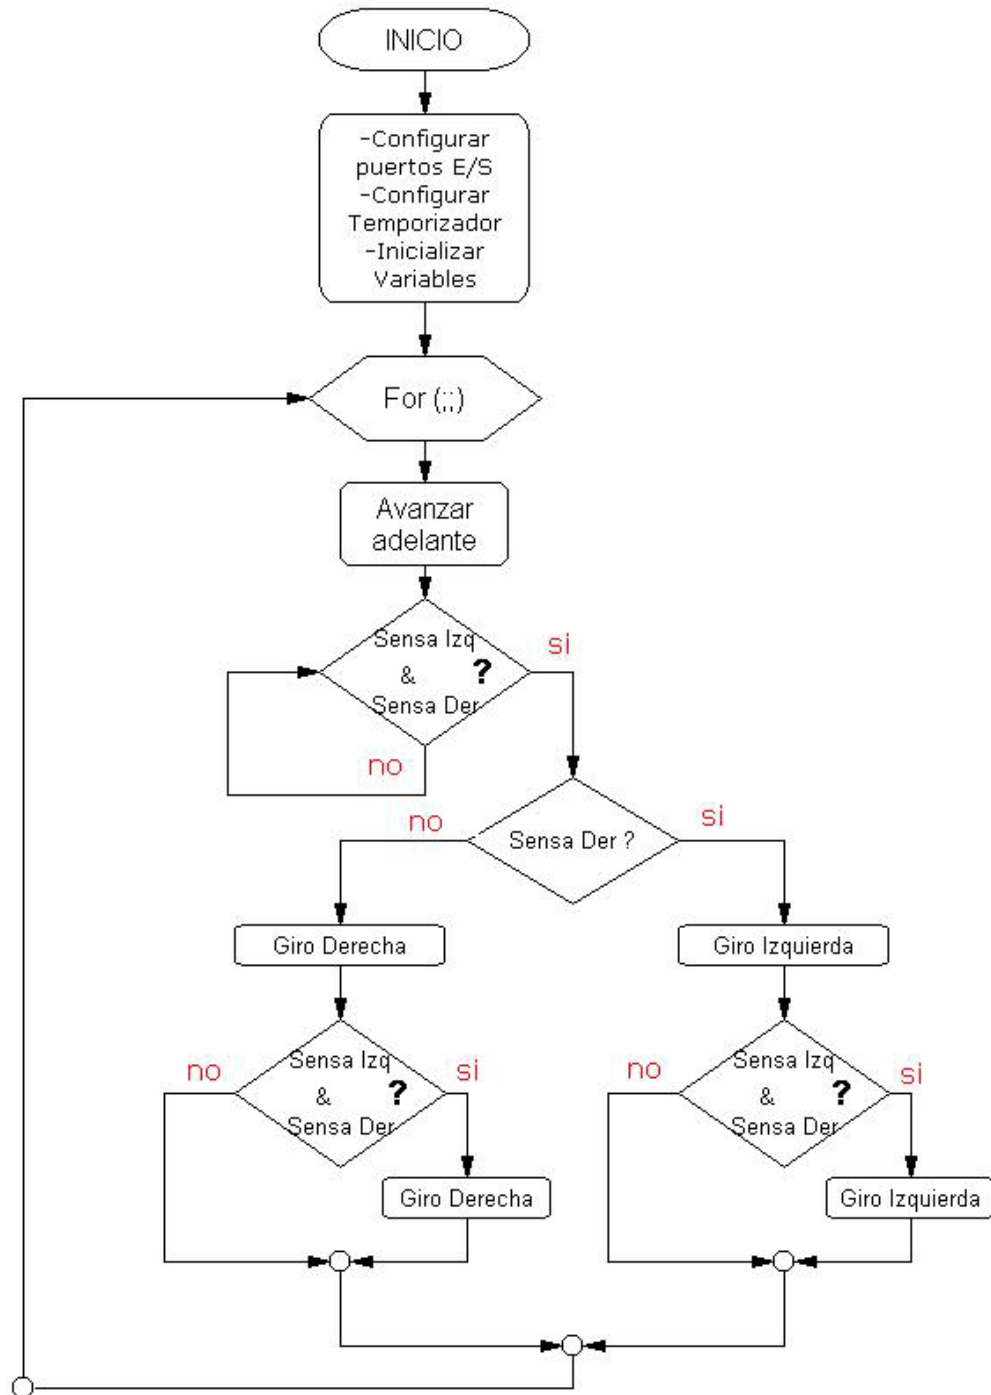 INICIO
-Configurar
puertos E/S
-Configurar
Temporizador
-Inicializar
Variables
For (;;)
Avanzar
adelante
Sensa Izq
& ?
Sensa Der
si
no
Sensa Der ?
no
si
Giro Derecha
Giro Izquierda
Sensa Izq
& ?
Sensa Der
no
si
Sensa Izq
& ?
Sensa Der
no
si
Giro Derecha
Giro Izquierda